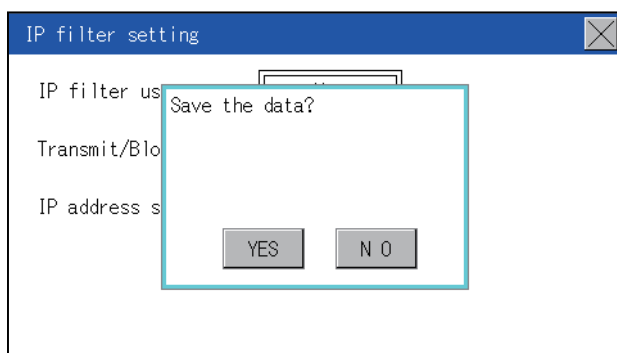 IP filter setting
IP filter us
Save the data?
Transmit/Blo
IP address s
YES
N O